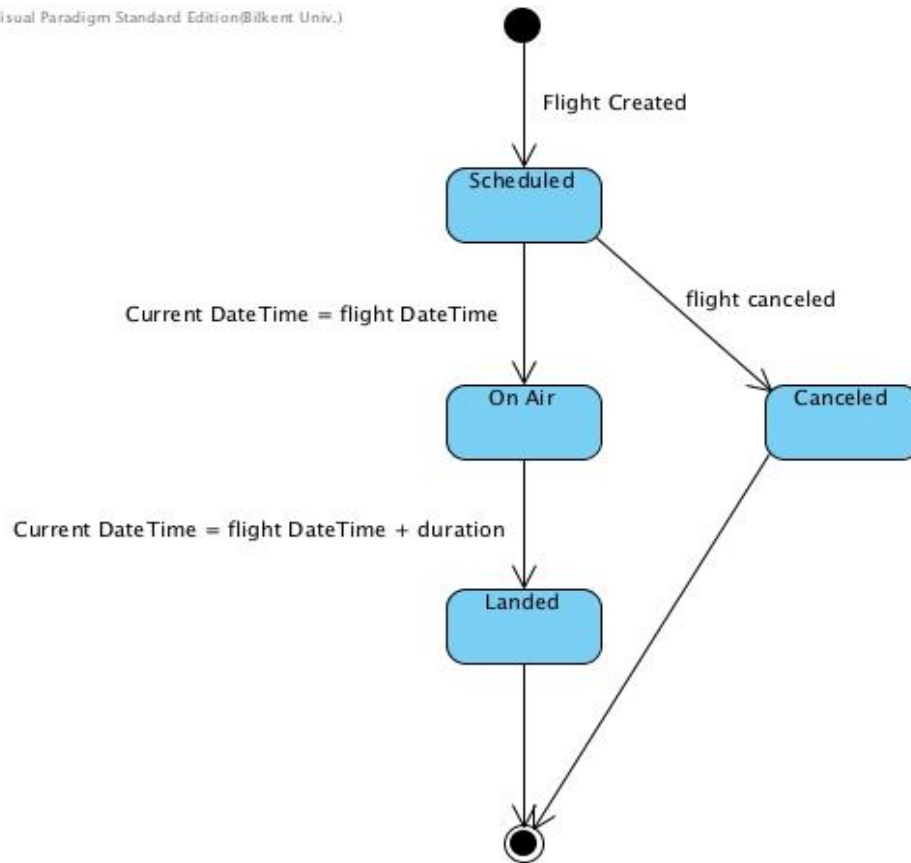 isual Paradigm Standard Edition(Bilkent Univ.)
Flight Created
Scheduled
flight canceled
Current DateTime = flight DateTime
On Air
Canceled
Current DateTime = flight DateTime + duration
Landed